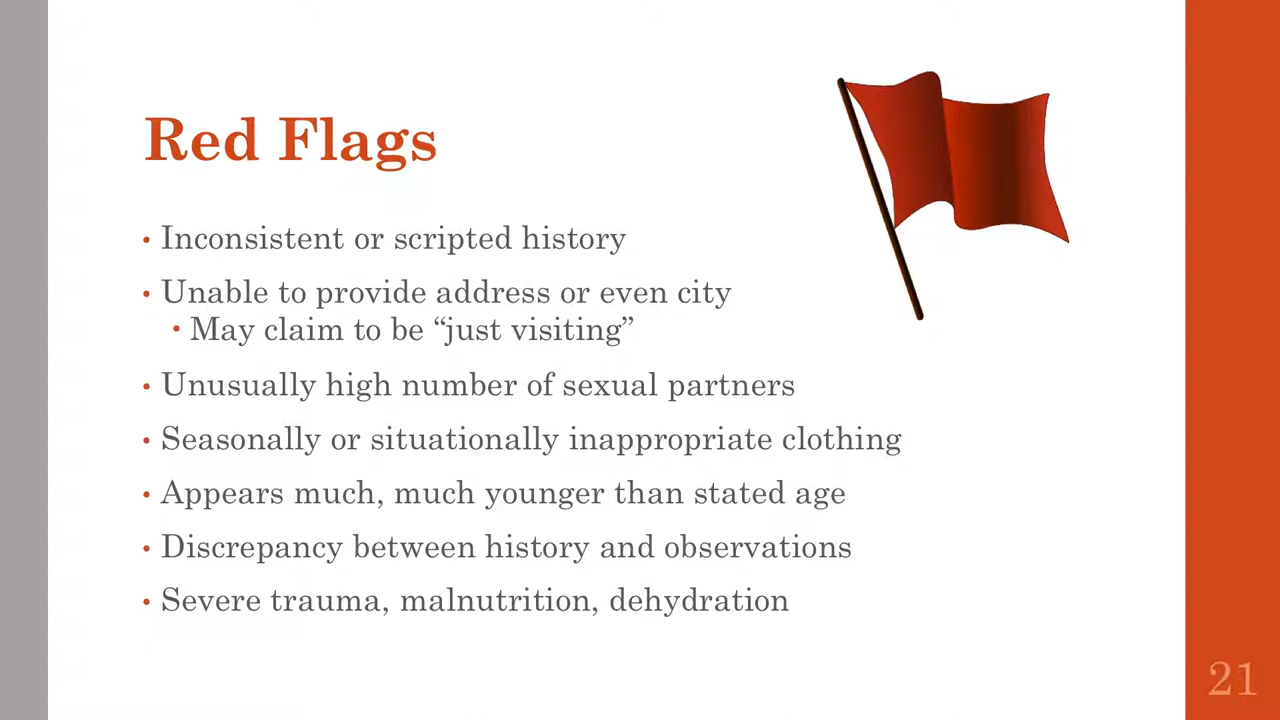 Red Flags
• Inconsistent or scripted history
• Unable to provide address or even city
• May claim to be “just visiting”
• Unusually high number of sexual partners
• Seasonally or situationally inappropriate clothing
• Appears much, much younger than stated age
• Discrepancy between history and observations
• Severe trauma, malnutrition, dehydration
21